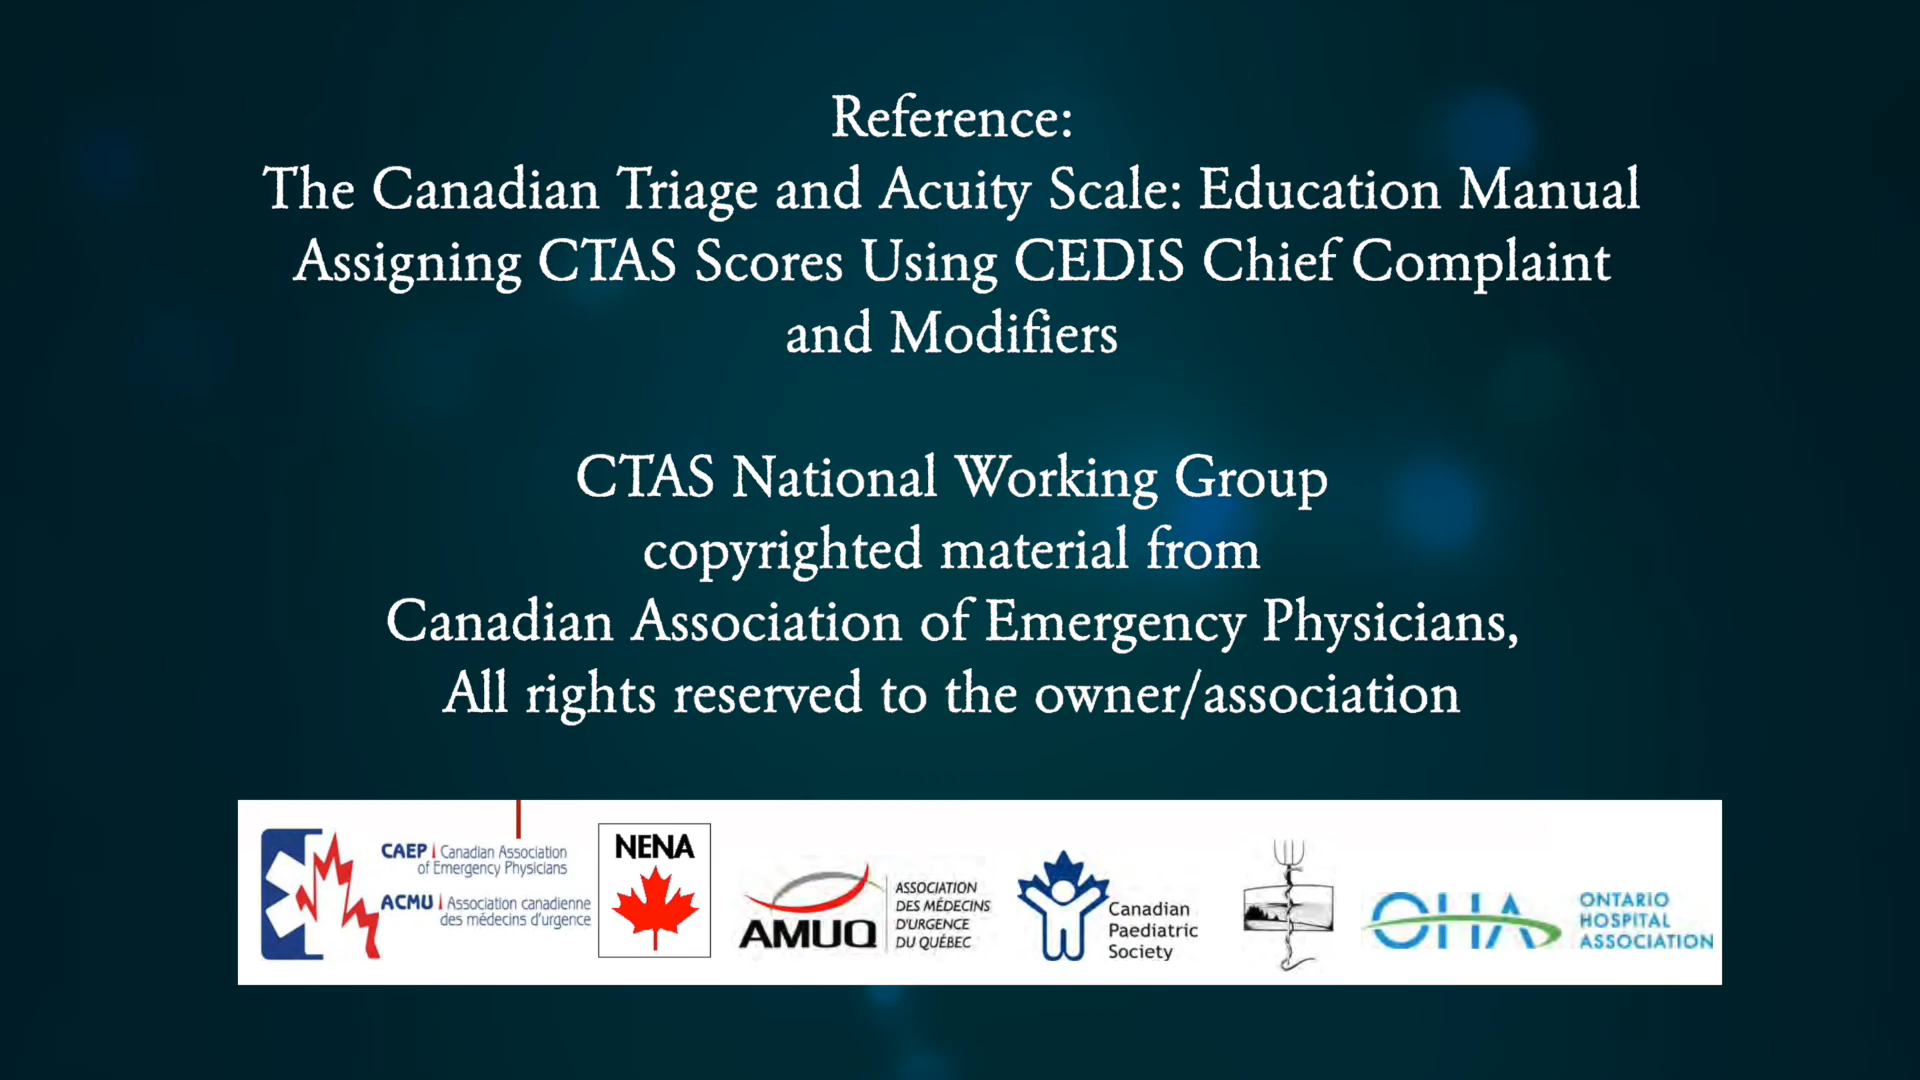 Reference:
The Canadian Triage and Acuity Scale: Education Manual
Assigning CTAS Scores Using CEDIS Chief Complaint
and Modifiers
CTAS National Working Group
copyrighted material from
Canadian Association of Emergency Physicians,
All rights reserved to the owner/association
CAEP | Canadian Association
of Emergency Physicians
ACMU | Association canadienne
des médecins d'urgence
NENA
AMUQ
ASSOCIATION
DES MÉDECINS
D'URGENCE
DU QUÉBEC
Canadian
Paediatric
Society
OHA
ONTARIO
HOSPITAL
ASSOCIATION